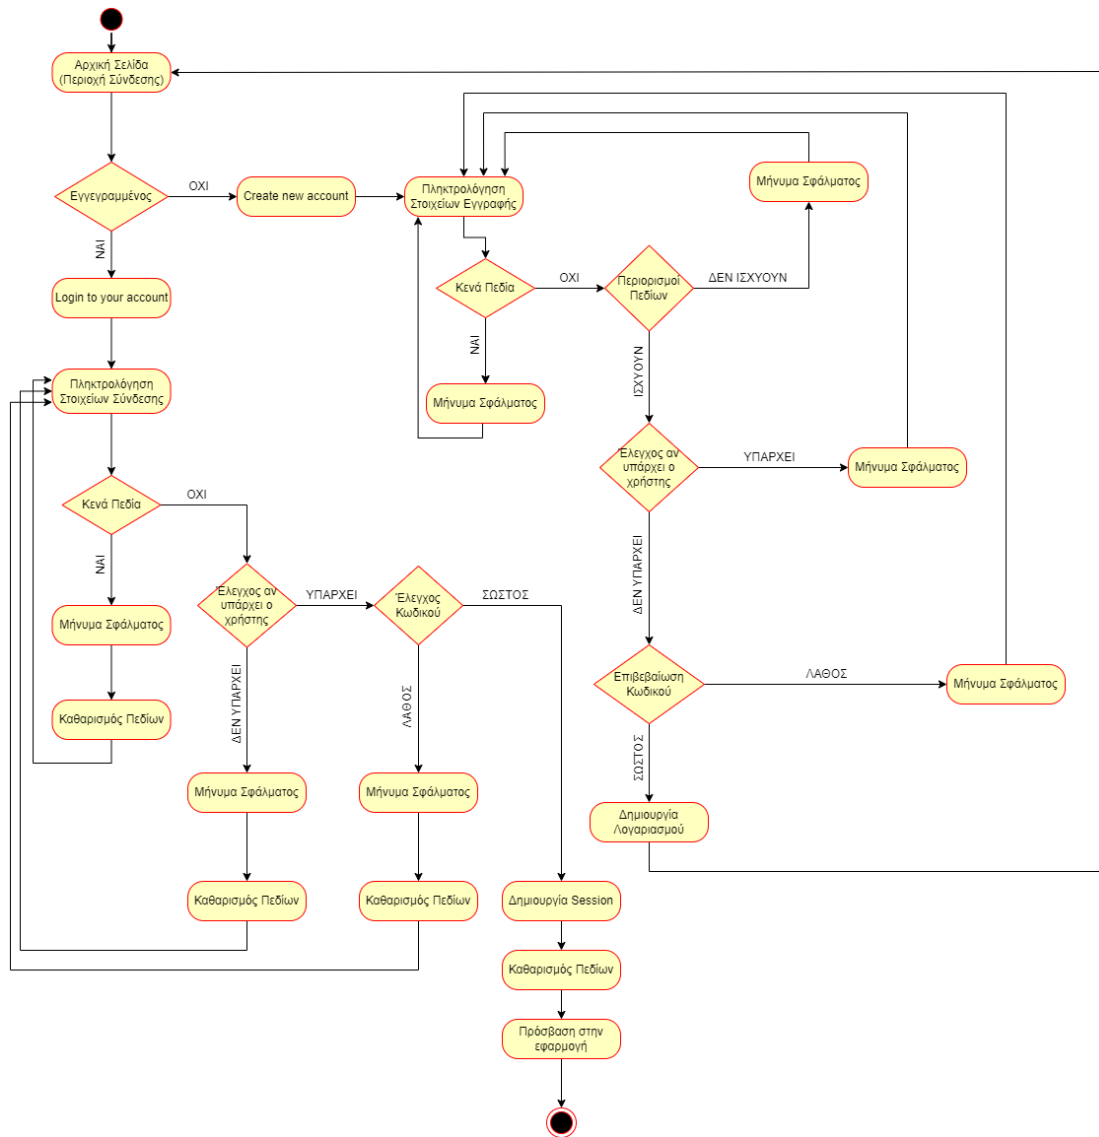 Αρχική Σελίδα
(Περιοχή Σύνδεσης)
Εγγεγραμμένος
ΟΧΙ
Create new account
Πληκτρολόγηση
Στοιχείων Εγγραφής
Μήνυμα Σφάλματος
ΝΑΙ
Login to your account
Κενά Πεδία
ΟΧΙ
Περιορισμοί
Πεδίων
ΔΕΝ ΙΣΧΥΟΥΝ
ΝΑΙ
Μήνυμα Σφάλματος
ΙΣΧΥΟΥΝ
Πληκτρολόγηση
Στοιχείων Σύνδεσης
Έλεγχος αν
υπάρχει ο
χρήστης
ΥΠΑΡΧΕΙ
Μήνυμα Σφάλματος
Κενά Πεδία
ΟΧΙ
ΝΑΙ
Μήνυμα Σφάλματος
Καθαρισμός Πεδίων
Έλεγχος αν
υπάρχει ο
χρήστης
ΥΠΑΡΧΕΙ
Έλεγχος
Κωδικού
ΣΩΣΤΟΣ
ΔΕΝ ΥΠΑΡΧΕΙ
Επιβεβαίωση
Κωδικού
ΛΑΘΟΣ
Μήνυμα Σφάλματος
ΔΕΝ ΥΠΑΡΧΕΙ
ΛΑΘΟΣ
ΣΩΣΤΟΣ
Μήνυμα Σφάλματος
Μήνυμα Σφάλματος
Δημιουργία
Λογαριασμού
Καθαρισμός Πεδίων
Καθαρισμός Πεδίων
Δημιουργία Session
Καθαρισμός Πεδίων
Πρόσβαση στην
εφαρμογή